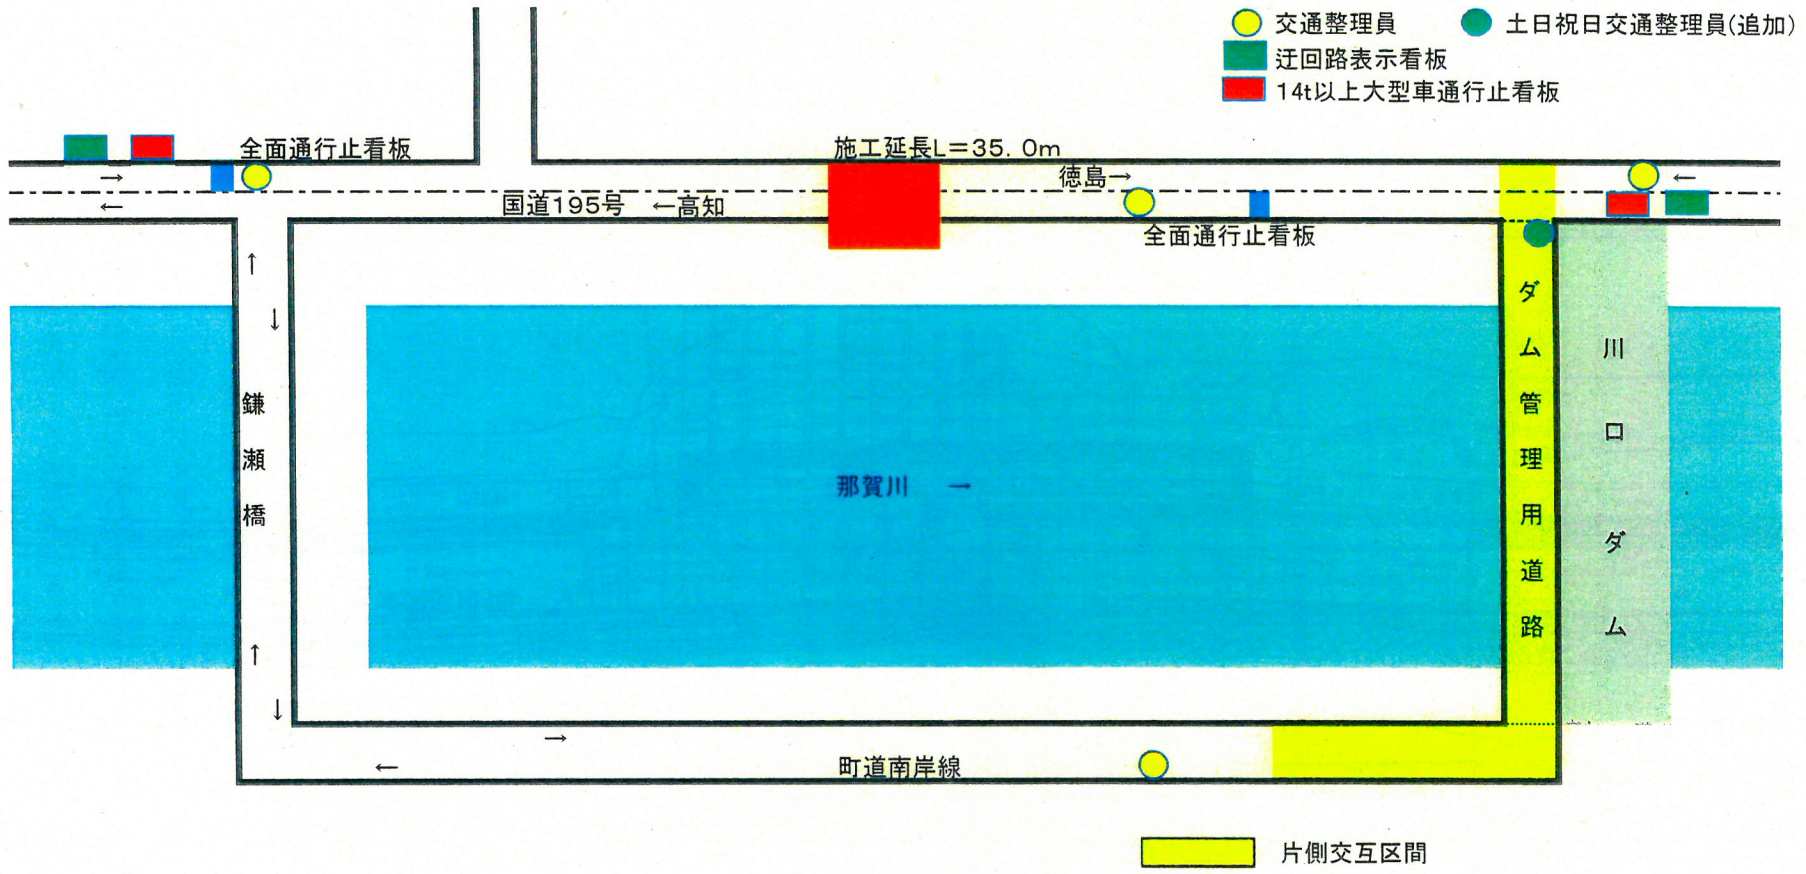 交通整理員
土日祝日交通整理員(追加)
迂回路表示看板
14t以上大型車通行止看板
全面通行止看板
施工延長L=35.0m
→
徳島→
←
←
国道195号 ←高知
全面通行止看板
↑
↓
ダム管理用道路
川口ダム
鎌瀬橋
那賀川 →
↑
↓
→
←
町道南岸線
片側交互区間